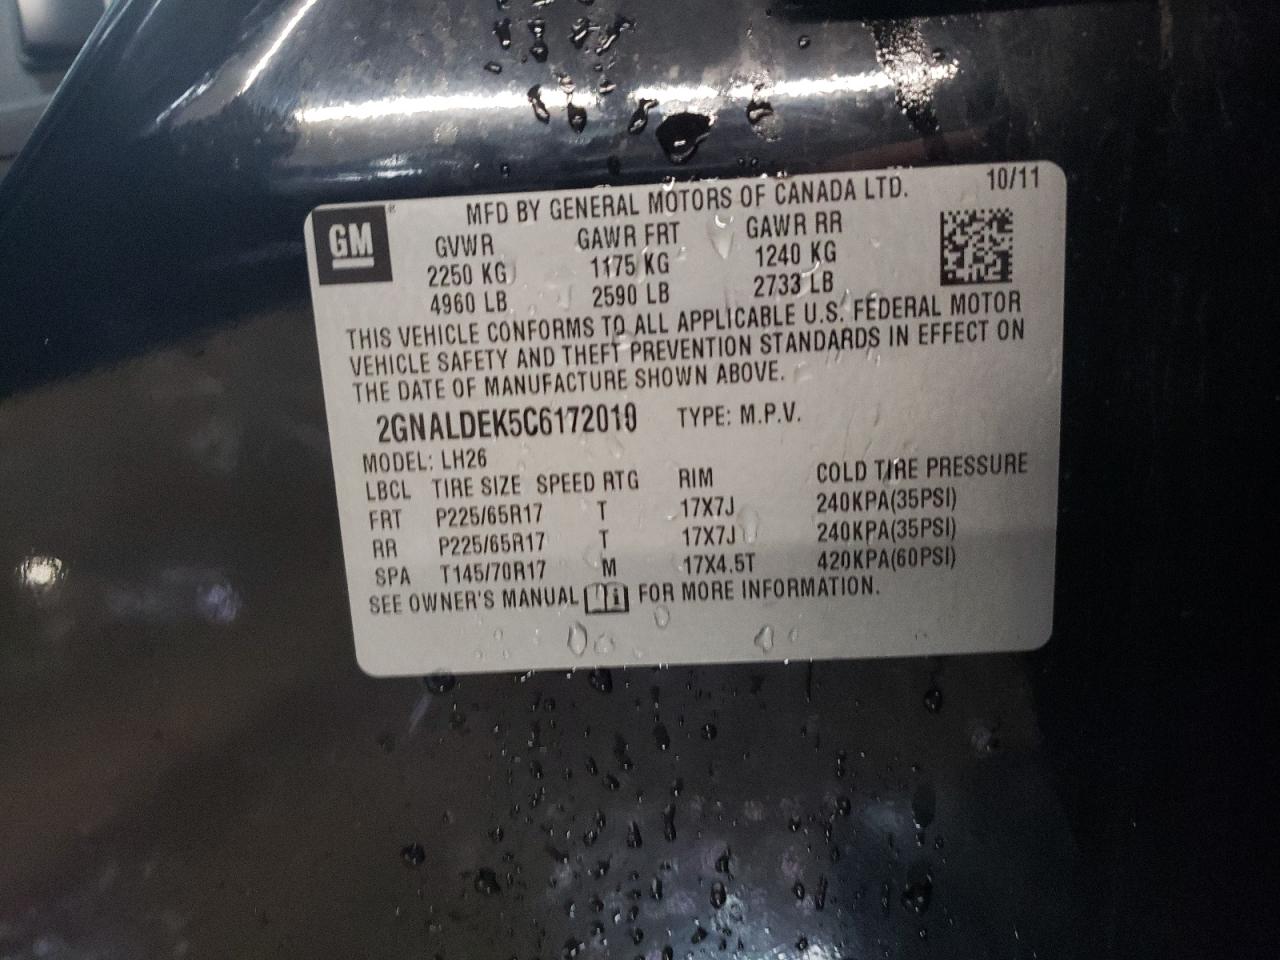 10/11
MFD BY GENERAL MOTORS OF CANADA LTD.
GM®
GVWR GAWR FRT GAWR RR
2250 KG 1175 KG 1240 KG
4960 LB 2590 LB 2733 LB
THIS VEHICLE CONFORMS TO ALL APPLICABLE U.S. FEDERAL MOTOR
VEHICLE SAFETY AND THEFT PREVENTION STANDARDS IN EFFECT ON
THE DATE OF MANUFACTURE SHOWN ABOVE.
2GNALDEK5C6172019 TYPE: M.P.V.
MODEL: LH26
LBCL TIRE SIZE SPEED RTG RIM COLD TIRE PRESSURE
FRT P225/65R17 T 17X7J 240KPA(35PSI)
RR P225/65R17 T 17X7J 240KPA(35PSI)
SPA T145/70R17 M 17X4.5T 420KPA(60PSI)
SEE OWNER'S MANUAL i FOR MORE INFORMATION.